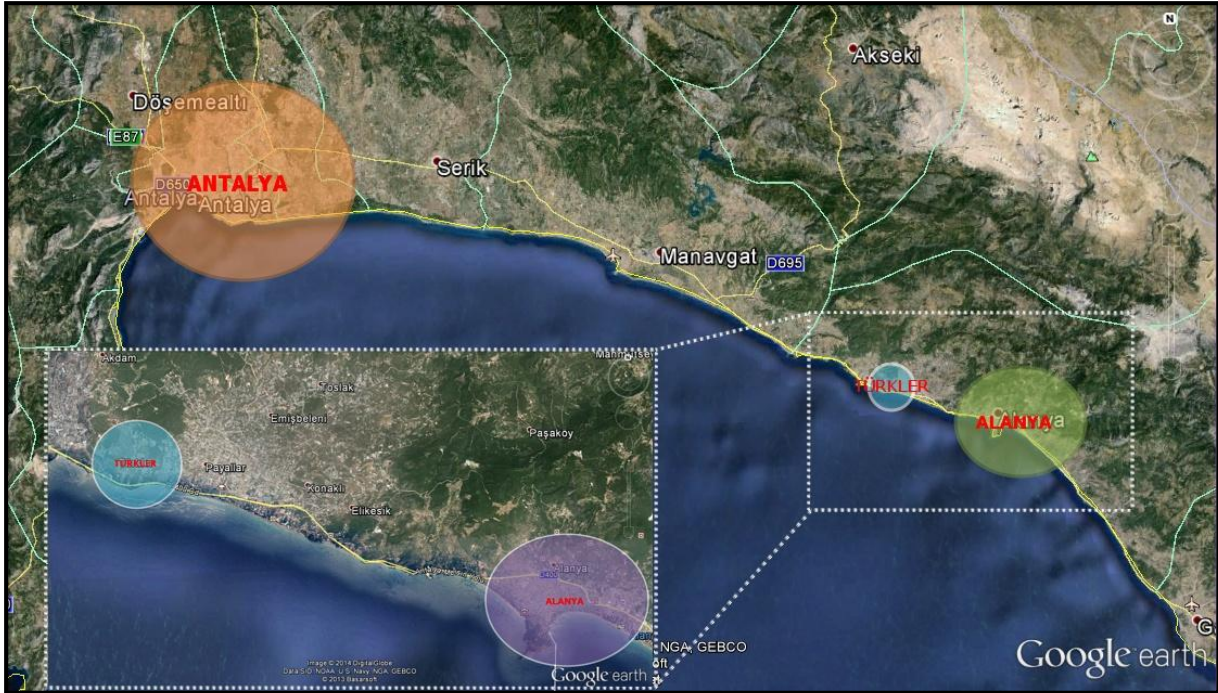 N
Akseki
Döşemealtı
E87
Serik
D650
ANTALYA
Antalya
Antalya
Manavgat
D695
TÜRKLER
ALANYA
Akdam
Toslak
Emişbeleni
Paşaköy
Payallar
Konaklı
Elikesik
TÜRKLER
Alanya
D400
ALANYA
Image © 2014 DigitalGlobe
Data SIO, NOAA, U.S. Navy, NGA, GEBCO
© 2013 Basarsoft
Google earth
NGA, GEBCO
Google earth